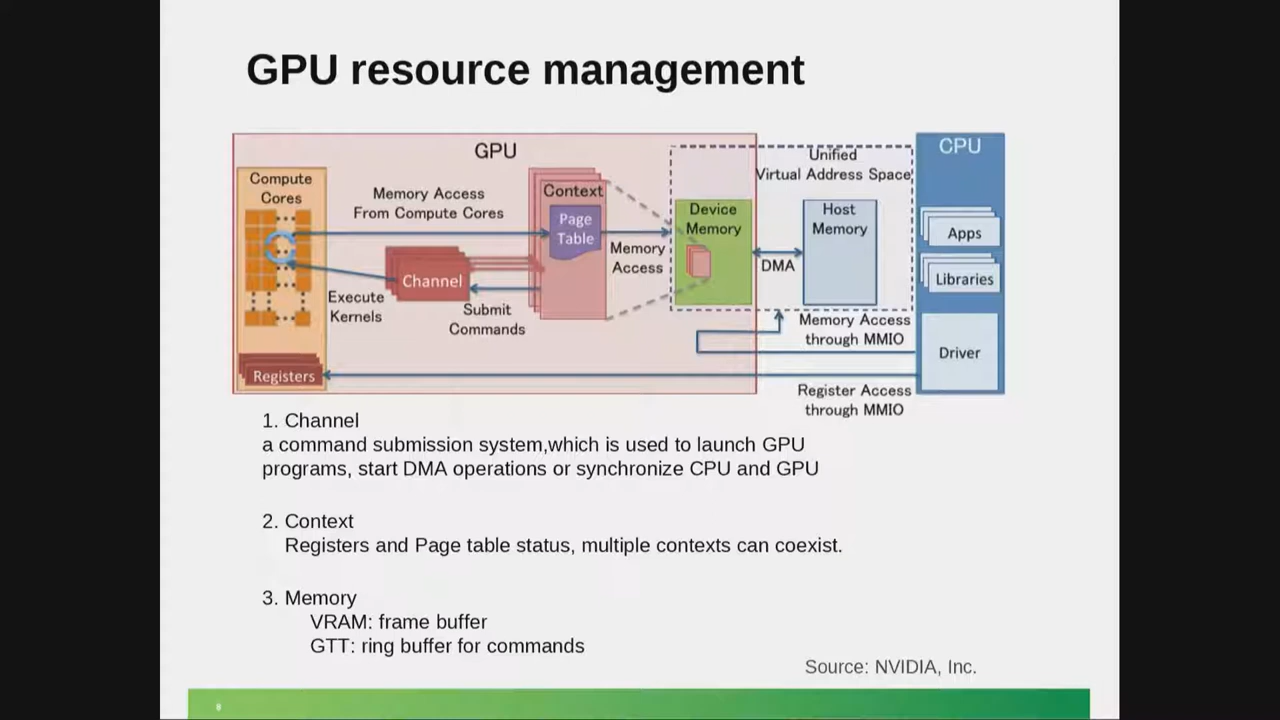 GPU resource management
GPU
Unified
Virtual Address Space
CPU
Compute
Cores
Memory Access
From Compute Cores
Context
Page
Table
Device
Memory
Host
Memory
Apps
Memory
Access
DMA
Channel
Libraries
Execute
Kernels
Submit
Commands
Memory Access
through MMIO
Driver
Registers
Register Access
through MMIO
1. Channel
a command submission system,which is used to launch GPU
programs, start DMA operations or synchronize CPU and GPU
2. Context
Registers and Page table status, multiple contexts can coexist.
3. Memory
VRAM: frame buffer
GTT: ring buffer for commands
Source: NVIDIA, Inc.